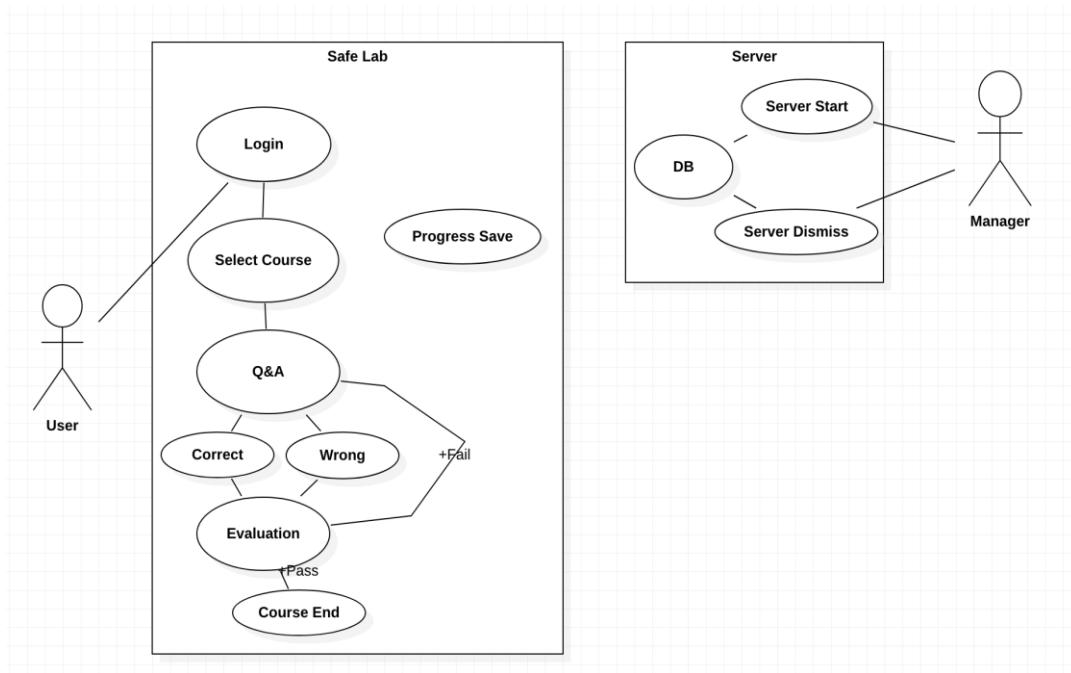 Safe Lab
Login
Select Course
Progress Save
Q&A
Correct
Wrong
+Fail
Evaluation
+Pass
Course End
User
Server
Server Start
DB
Server Dismiss
Manager